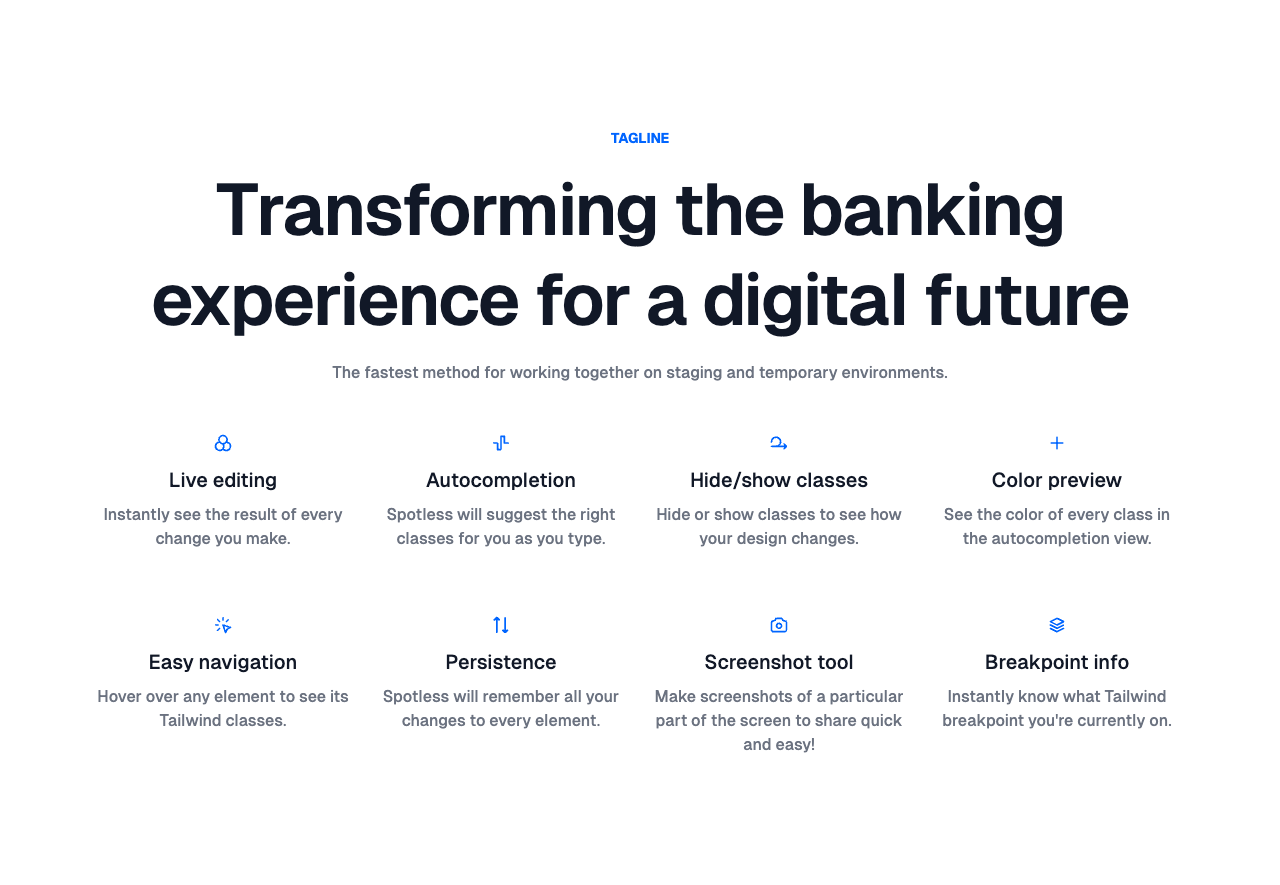 TAGLINE
Transforming the banking
experience for a digital future
The fastest method for working together on staging and temporary environments.
Live editing
Instantly see the result of every
change you make.
Autocompletion
Spotless will suggest the right
classes for you as you type.
Hide/show classes
Hide or show classes to see how
your design changes.
Color preview
See the color of every class in
the autocompletion view.
Easy navigation
Hover over any element to see its
Tailwind classes.
Persistence
Spotless will remember all your
changes to every element.
Screenshot tool
Make screenshots of a particular
part of the screen to share quick
and easy!
Breakpoint info
Instantly know what Tailwind
breakpoint you're currently on.